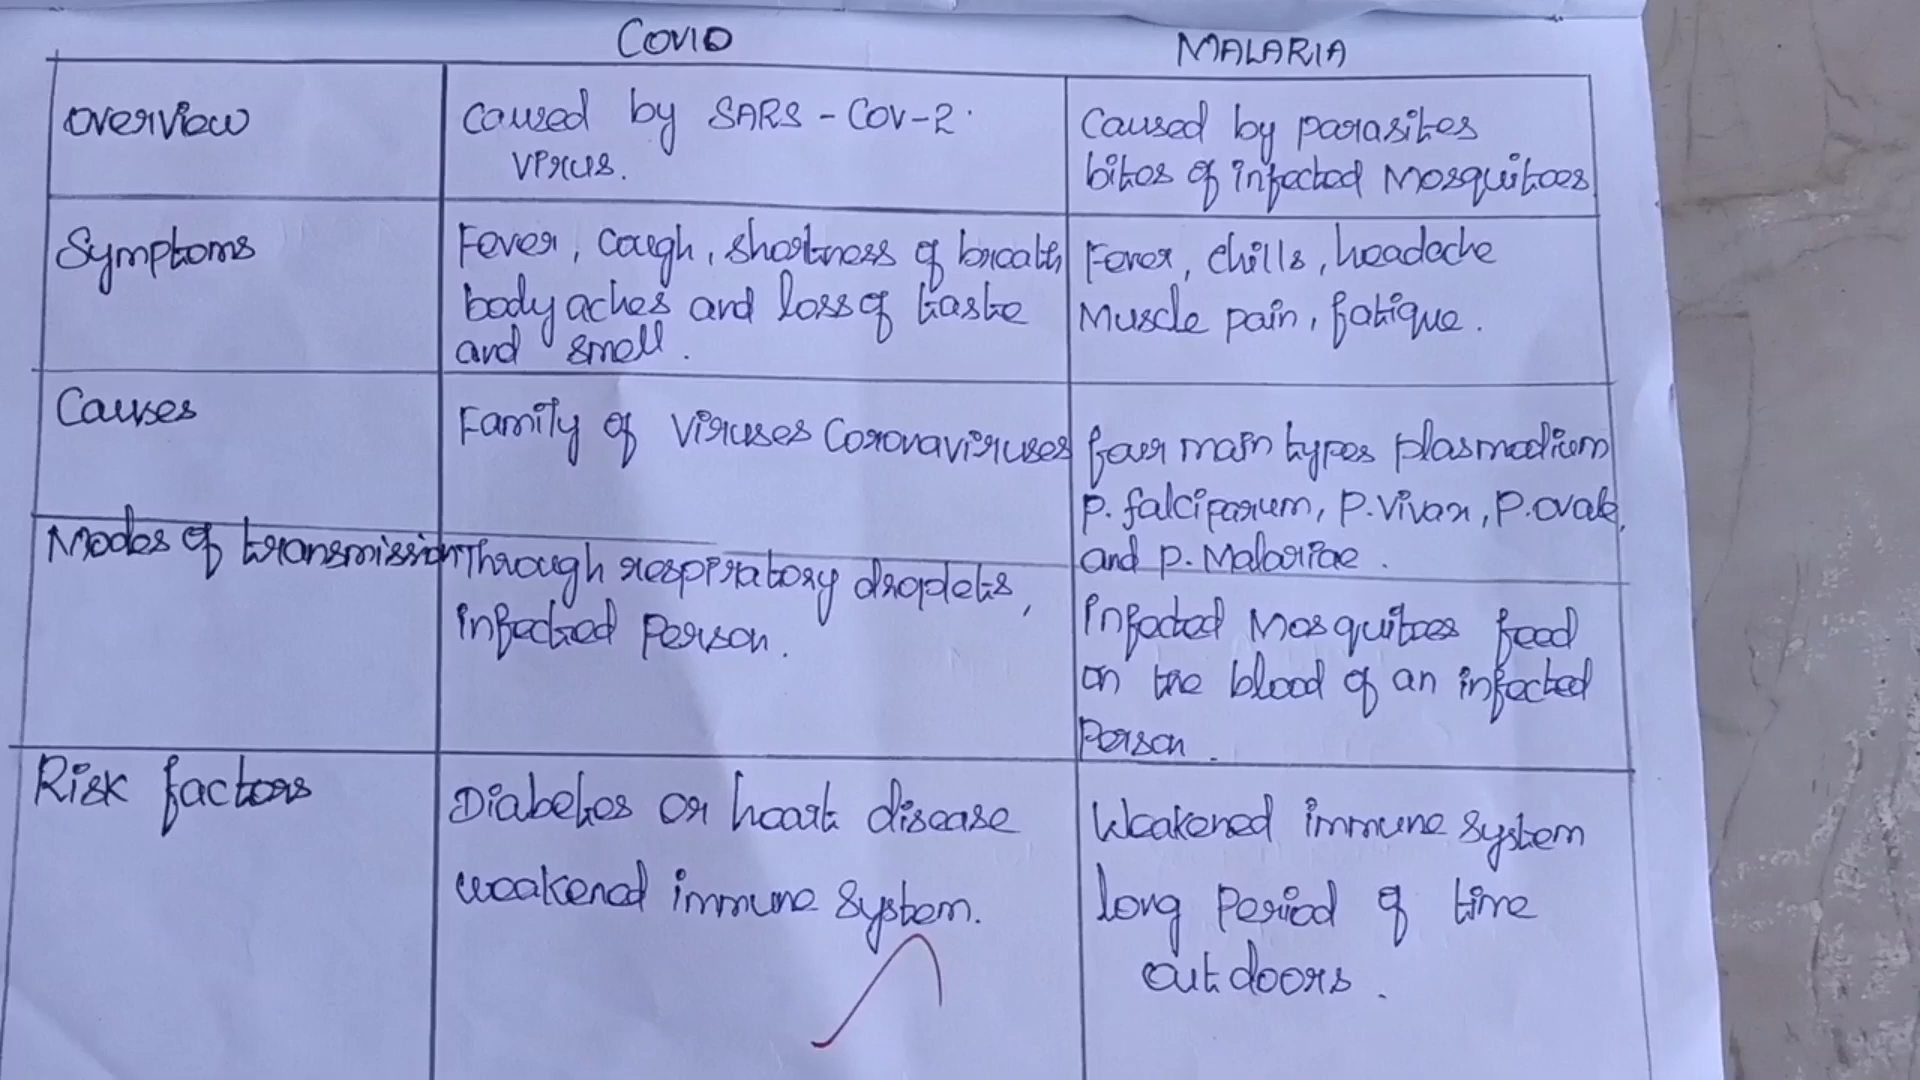 COVID
MALARIA
Overview
Caused by SARS - Cov-2.
virus.
Caused by parasites
bites of infected Mosquitoes
Symptoms
Fever, cough, shortness of breath
body aches and loss of taste
and smell.
Fever, chills, headache
Muscle pain, fatique.
Causes
Family of Viruses Coronaviruses
four main types plasmodium
p. falciparum, p. vivax, p. ovale,
and p. Malariae.
Modes of transmission
Through respiratory droplets,
infected person.
Infected Mosquitoes feed
on the blood of an infected
Person.
Risk factors
Diabetes or heart disease
weakened immune system.
Weakened immune system
long Period of time
outdoors.